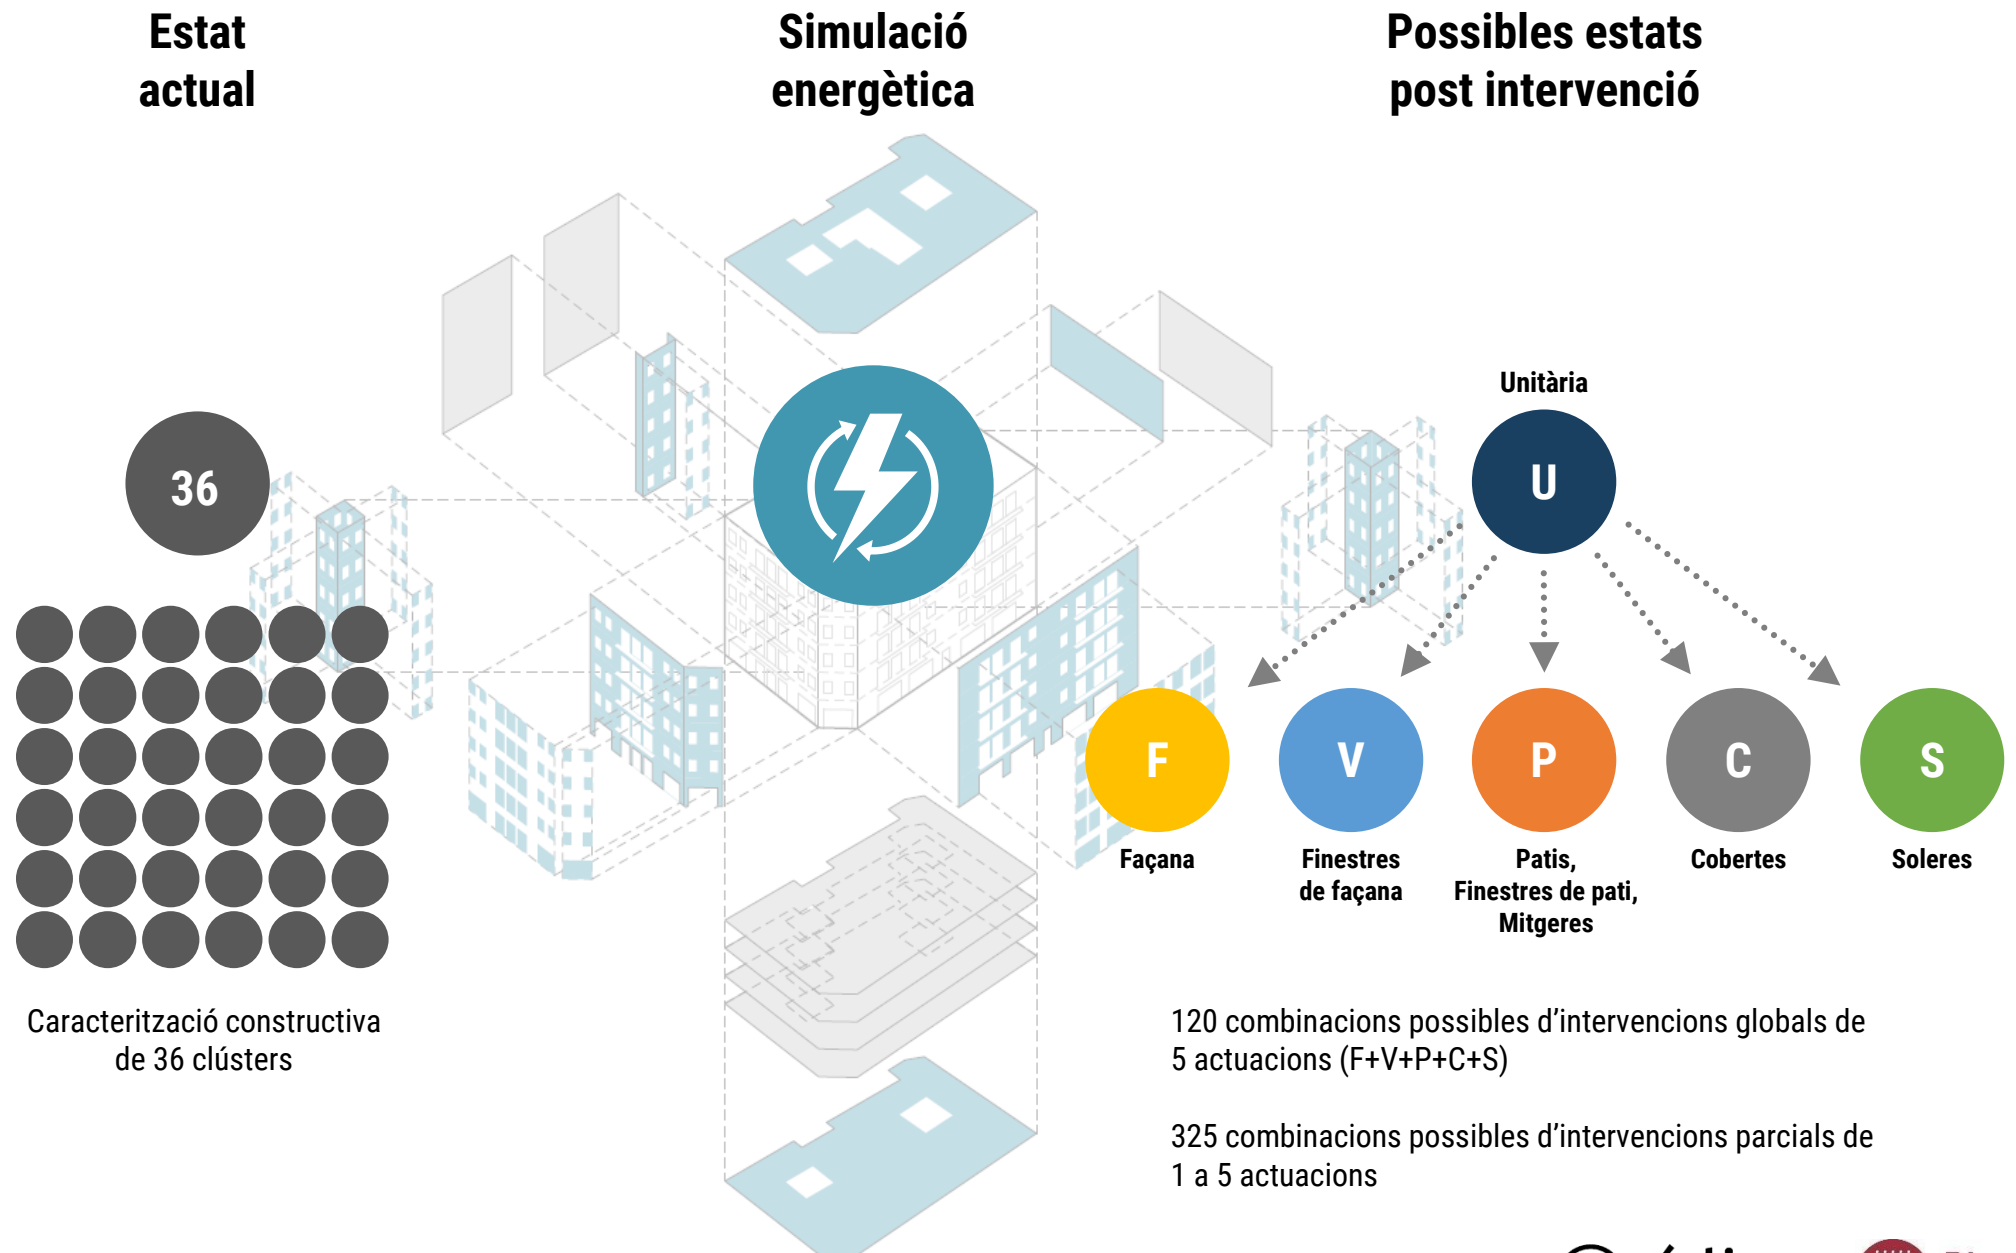 Estat
actual
Simulació
energètica
Possibles estats
post intervenció
36
Caracterització constructiva
de 36 clústers
Unitària
U
F
V
P
C
S
Façana
Finestres
de façana
Patis,
Finestres de pati,
Mitgeres
Cobertes
Soleres
120 combinacions possibles d’intervencions globals de
5 actuacions (F+V+P+C+S)
325 combinacions possibles d’intervencions parcials de
1 a 5 actuacions